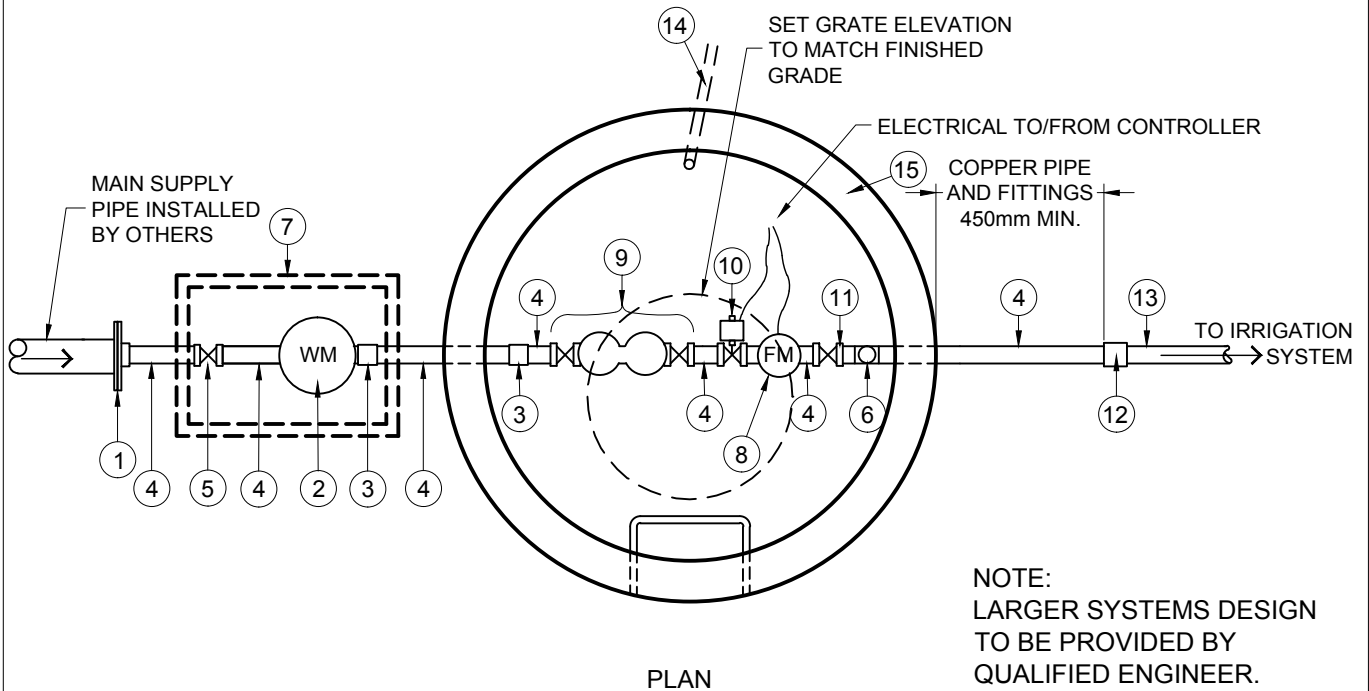 14
SET GRATE ELEVATION
TO MATCH FINISHED
GRADE
ELECTRICAL TO/FROM CONTROLLER
15
COPPER PIPE
AND FITTINGS
450mm MIN.
MAIN SUPPLY
PIPE INSTALLED
BY OTHERS
7
9
10
4
11
4
13
WM
FM
TO IRRIGATION
SYSTEM
1
4
5
4
2
3
4
3
4
8
4
6
12
NOTE:
LARGER SYSTEMS DESIGN
TO BE PROVIDED BY
QUALIFIED ENGINEER.
PLAN